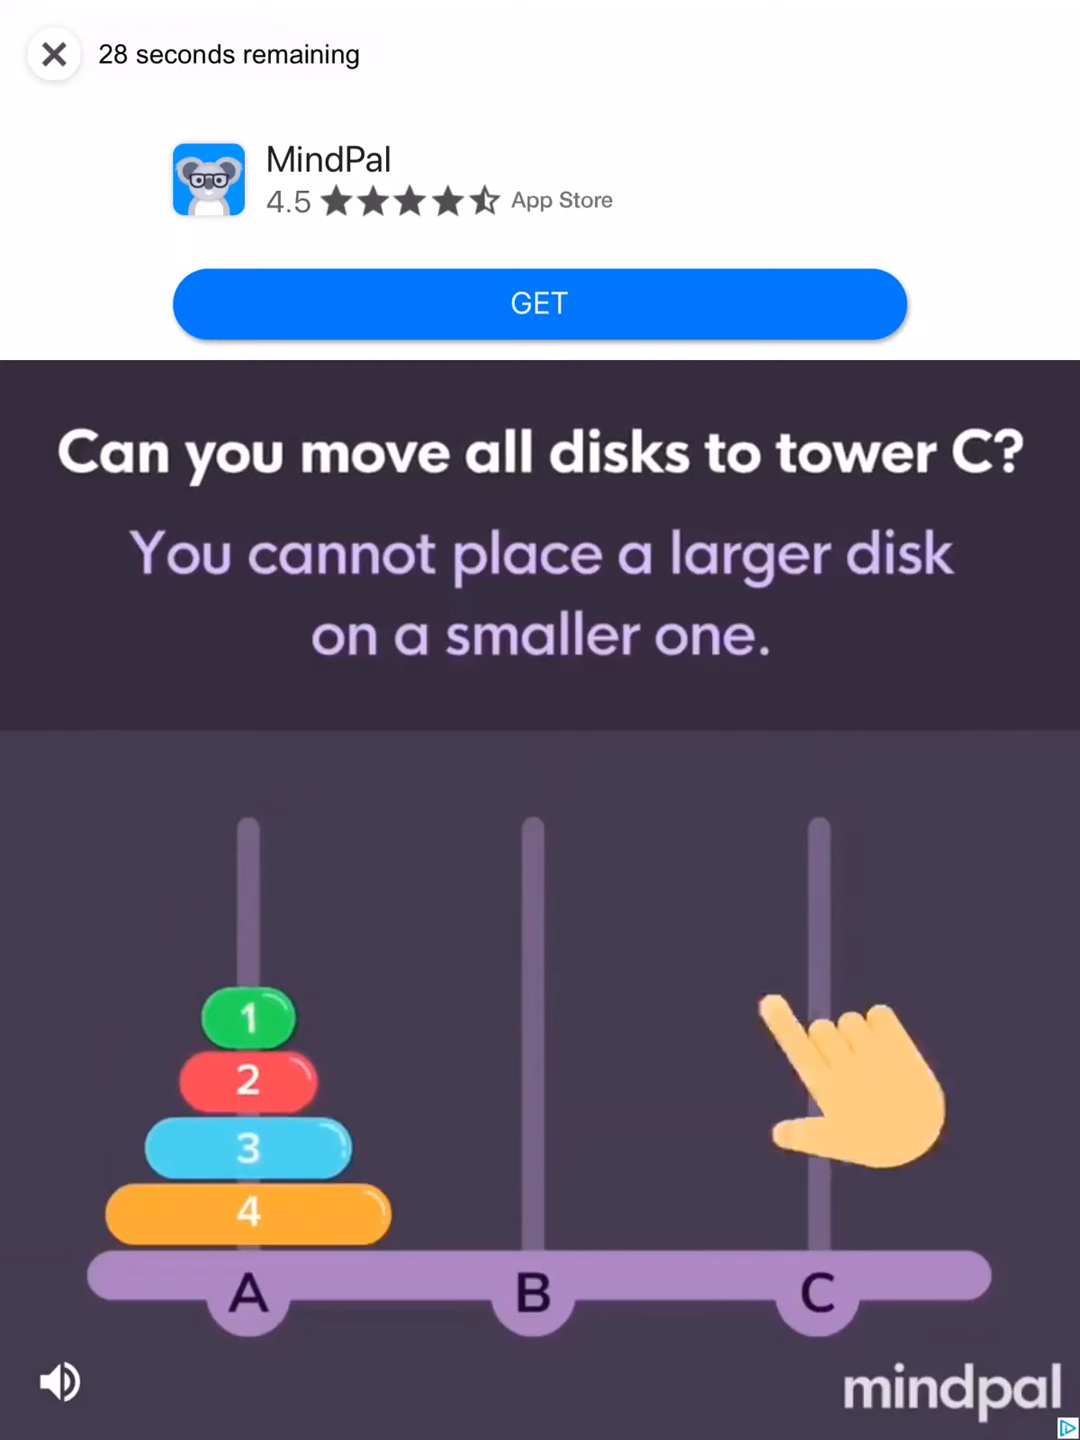 28 seconds remaining
MindPal
4.5 App Store
GET
Can you move all disks to tower C?
You cannot place a larger disk
on a smaller one.
1
2
3
4
A B C
mindpal